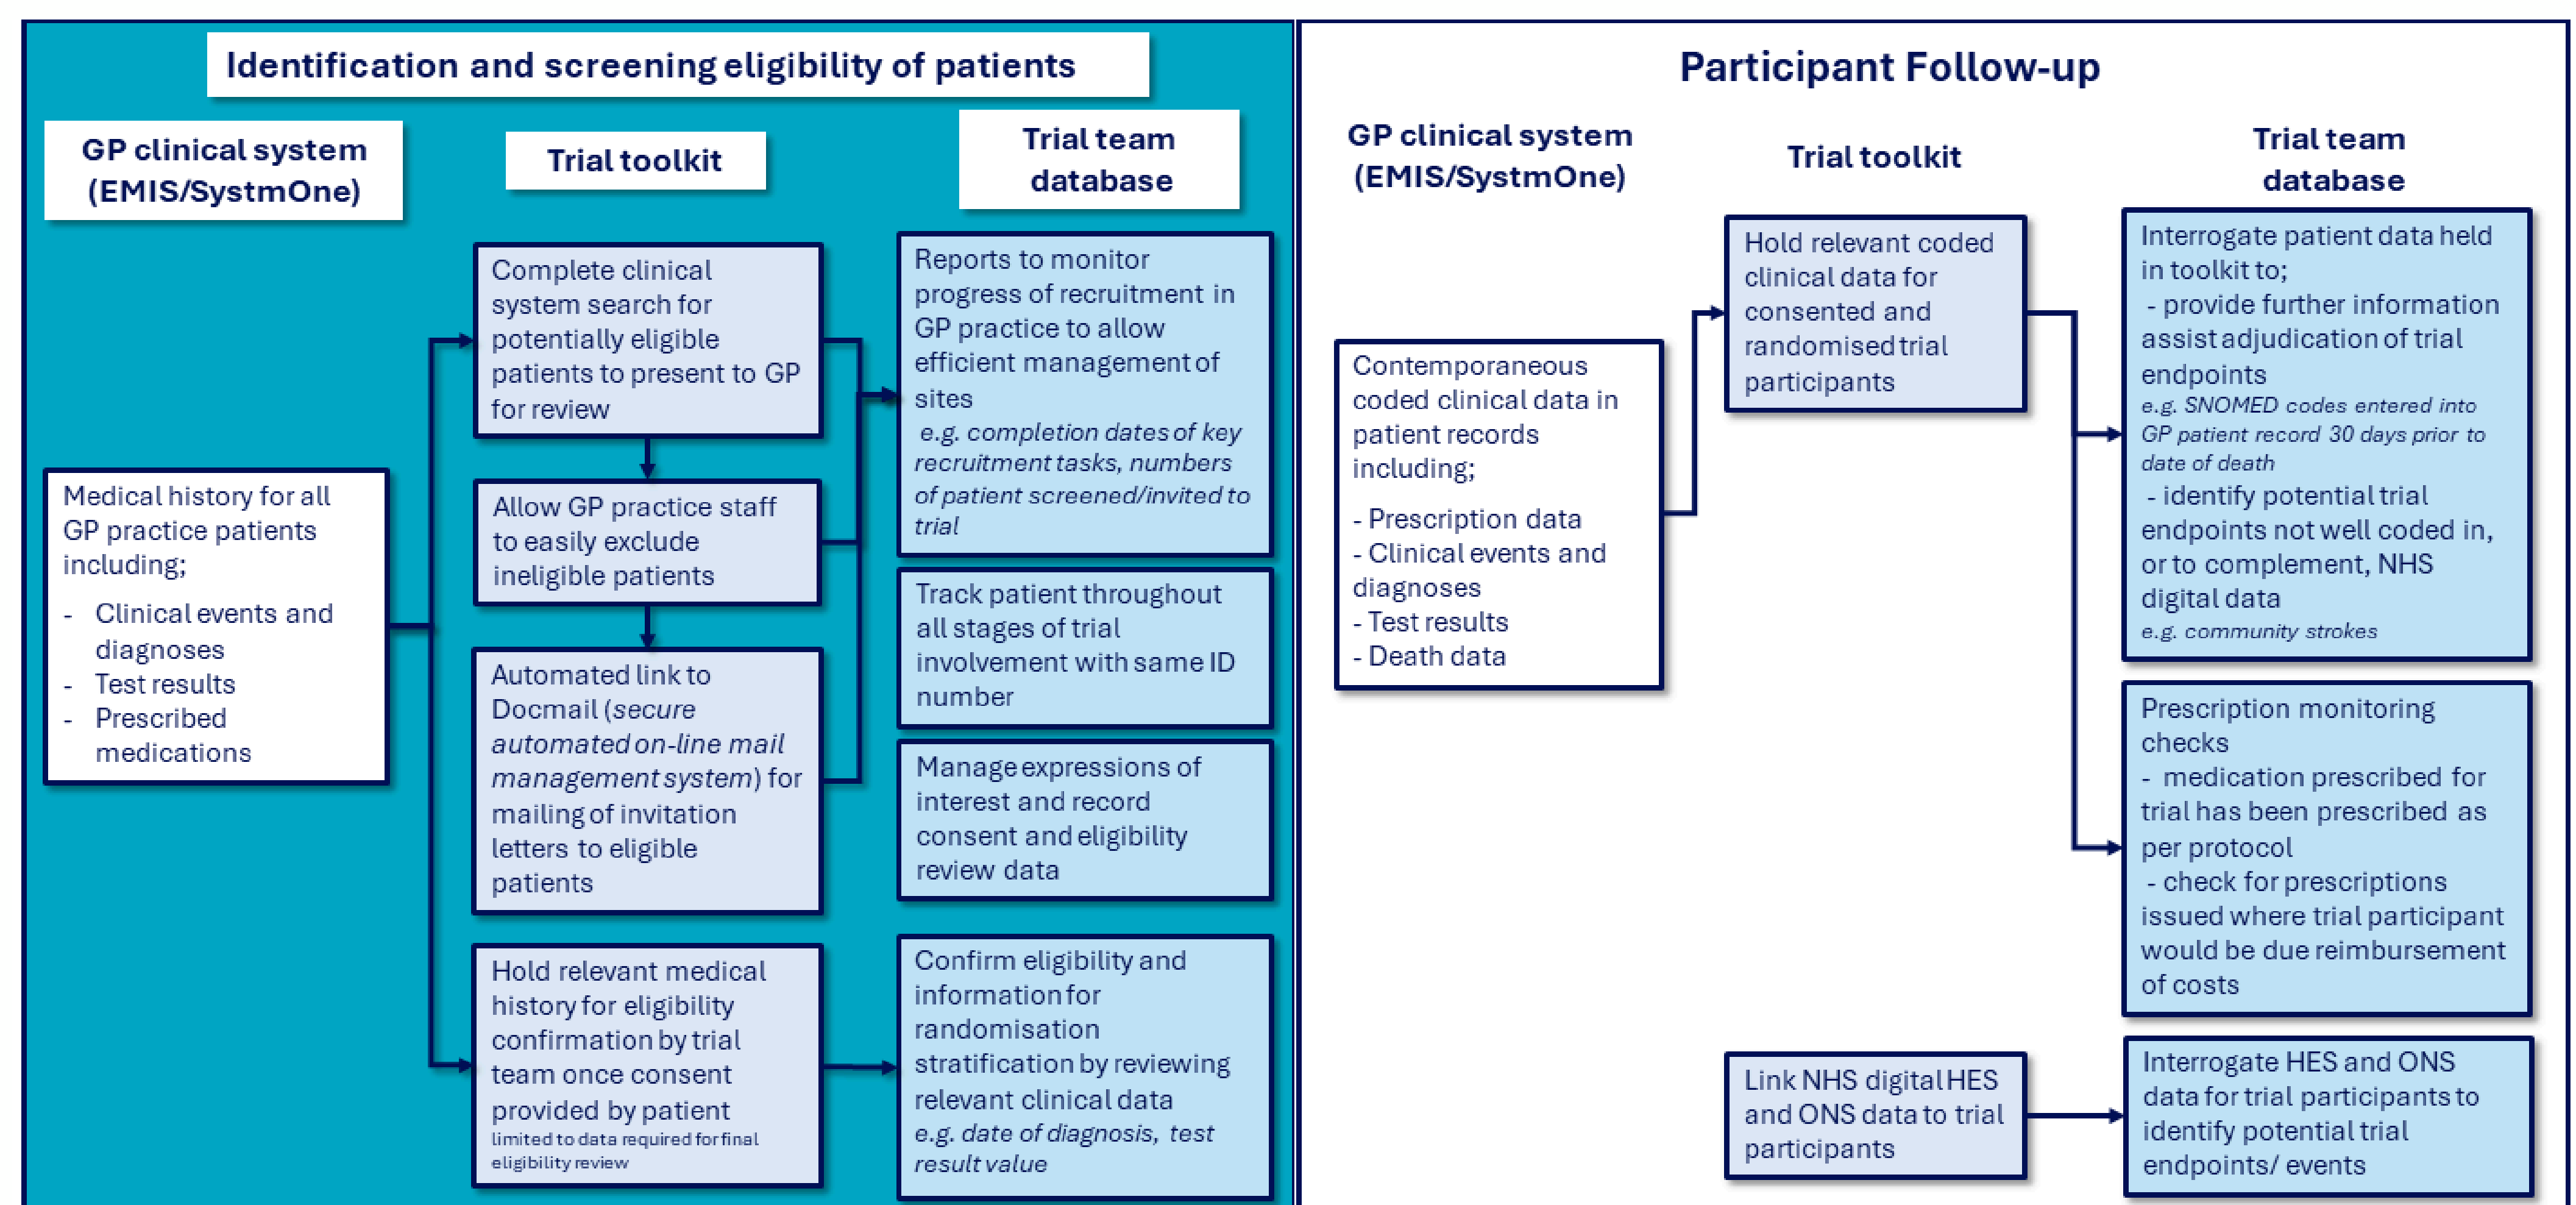 Identification and screening eligibility of patients
GP clinical system
(EMIS/SystmOne)
Trial toolkit
Trial team
database
Medical history for all
GP practice patients
including;
- Clinical events and
diagnoses
- Test results
- Prescribed
medications
Complete clinical
system search for
potentially eligible
patients to present to GP
for review
Allow GP practice staff
to easily exclude
ineligible patients
Automated link to
Docmail (secure
automated on-line mail
management system) for
mailing of invitation
letters to eligible
patients
Hold relevant medical
history for eligibility
confirmation by trial
team once consent
provided by patient
limited to data required for final
eligibility review
Reports to monitor
progress of recruitment in
GP practice to allow
efficient management of
sites
e.g. completion dates of key
recruitment tasks, numbers
of patient screened/invited to
trial
Track patient throughout
all stages of trial
involvement with same ID
number
Manage expressions of
interest and record
consent and eligibility
review data
Confirm eligibility and
information for
randomisation
stratification by reviewing
relevant clinical data
e.g. date of diagnosis, test
result value
Participant Follow-up
GP clinical system
(EMIS/SystmOne)
Trial toolkit
Trial team
database
Contemporaneous
coded clinical data in
patient records
including;
- Prescription data
- Clinical events and
diagnoses
- Test results
- Death data
Hold relevant coded
clinical data for
consented and
randomised trial
participants
Link NHS digital HES
and ONS data to trial
participants
Interrogate patient data held
in toolkit to;
- provide further information
assist adjudication of trial
endpoints
e.g. SNOMED codes entered into
GP patient record 30 days prior to
date of death
- identify potential trial
endpoints not well coded in,
or to complement, NHS
digital data
e.g. community strokes
Prescription monitoring
checks
- medication prescribed for
trial has been prescribed as
per protocol
- check for prescriptions
issued where trial participant
would be due reimbursement
of costs
Interrogate HES and ONS
data for trial participants to
identify potential trial
endpoints/ events